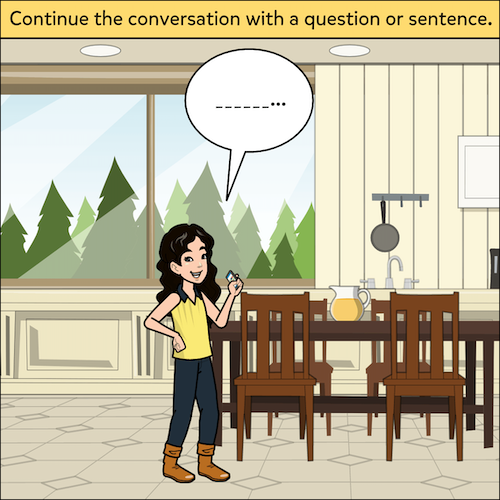 Continue the conversation with a question or sentence.
______...